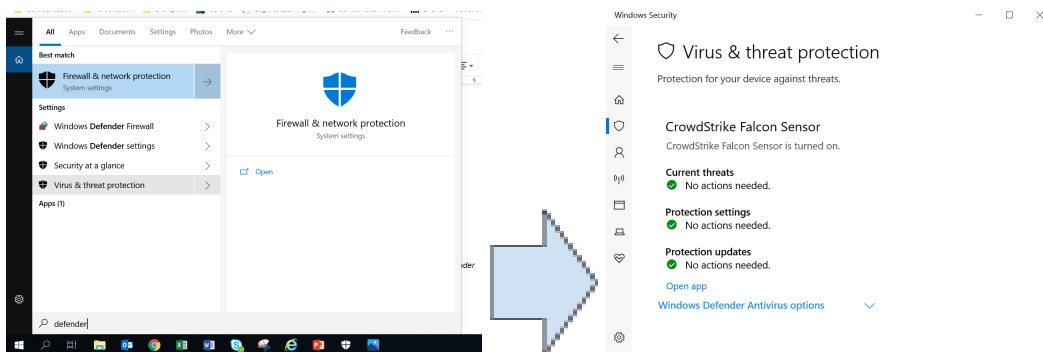 All Apps Documents Settings Photos More Feedback ...
Best match
Firewall & network protection
System settings
Settings
Windows Defender Firewall
Windows Defender settings
Security at a glance
Virus & threat protection
Apps (1)
Firewall & network protection
System settings
Open
6
defender
Windows Security
Virus & threat protection
Protection for your device against threats.
CrowdStrike Falcon Sensor
CrowdStrike Falcon Sensor is turned on.
Current threats
No actions needed.
Protection settings
No actions needed.
Protection updates
No actions needed.
Open app
Windows Defender Antivirus options